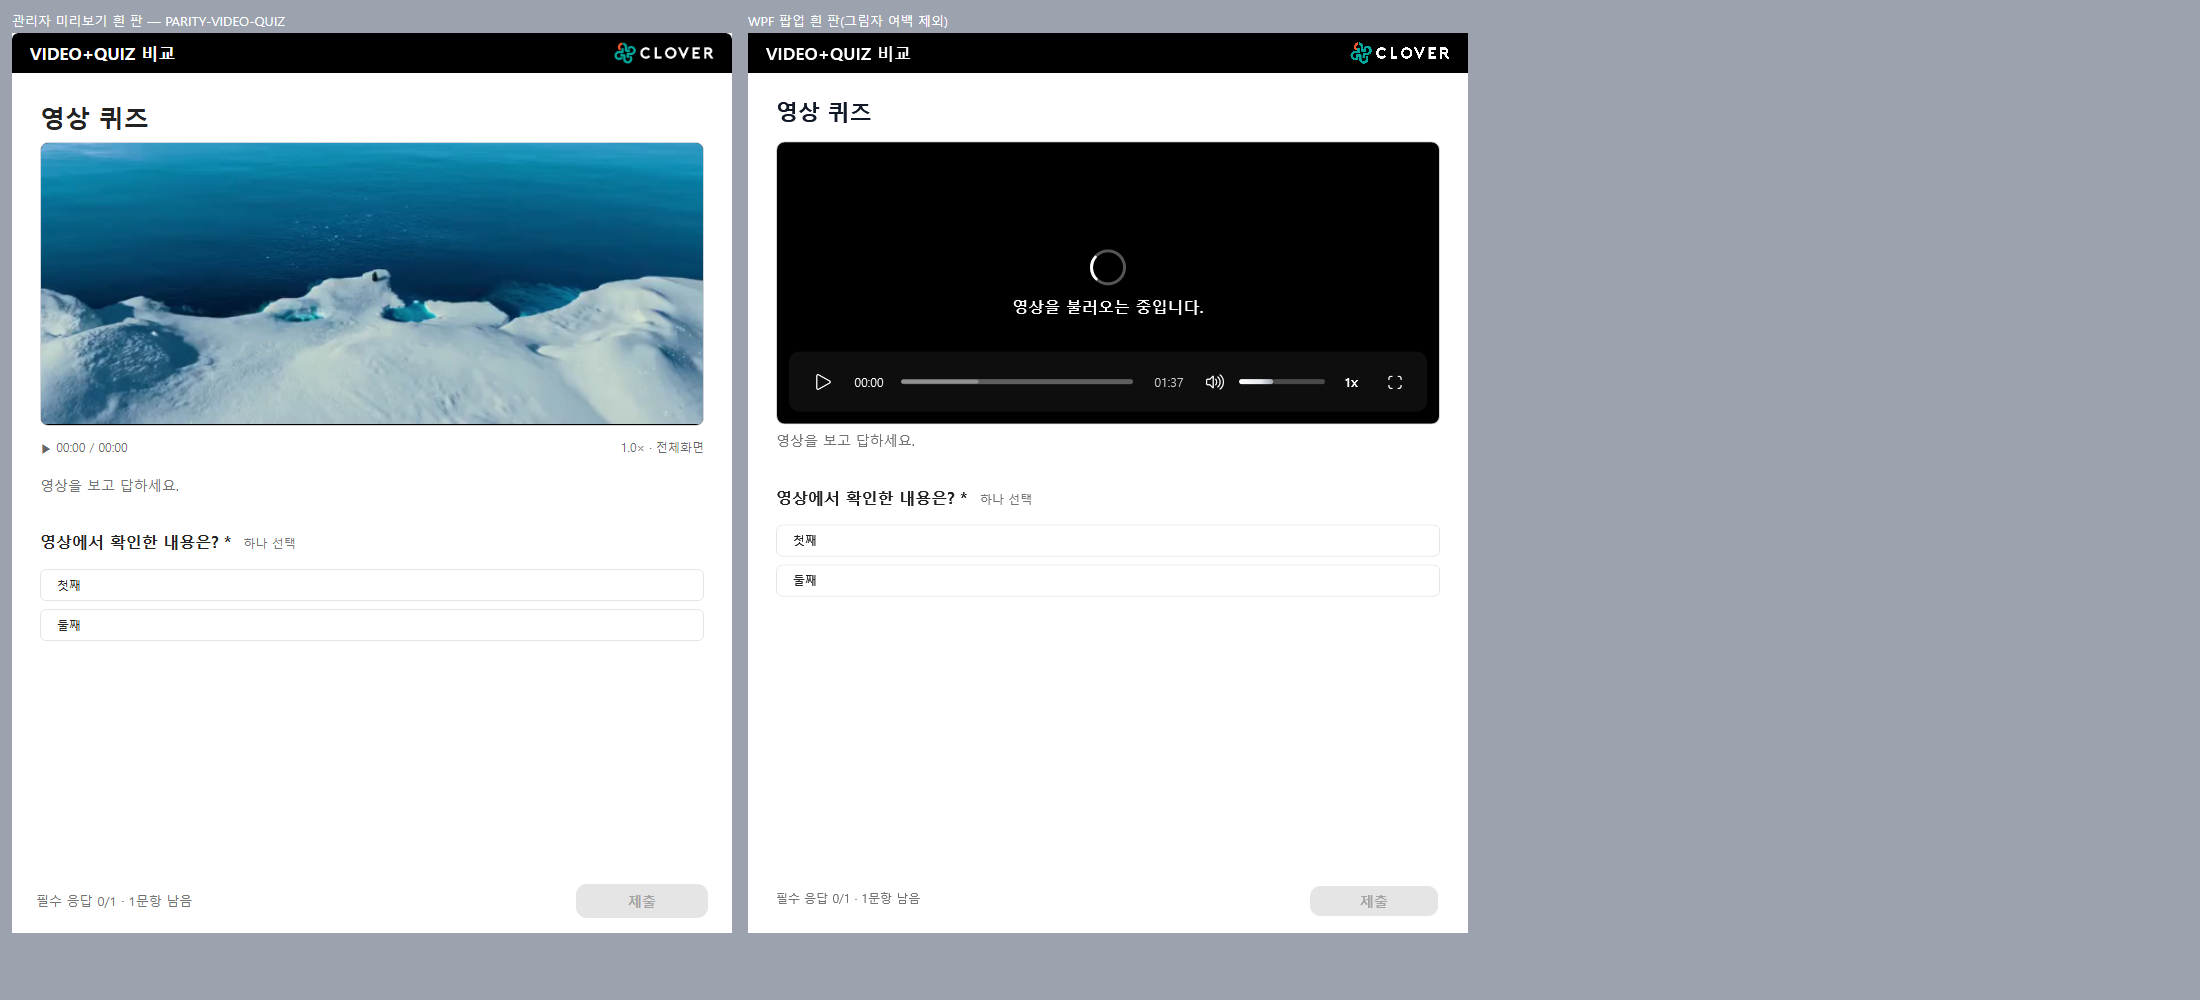 관리자 미리보기 흰 판 — PARITY-VIDEO-QUIZ
VIDEO+QUIZ 비교
CLOVER
영상 퀴즈
00:00 / 00:00
1.0× · 전체화면
영상을 보고 답하세요.
영상에서 확인한 내용은? * 하나 선택
첫째
둘째
필수 응답 0/1 · 1문항 남음
제출
WPF 팝업 흰 판(그림자 여백 제외)
VIDEO+QUIZ 비교
CLOVER
영상 퀴즈
영상을 불러오는 중입니다.
00:00
01:37
1x
영상을 보고 답하세요.
영상에서 확인한 내용은? * 하나 선택
첫째
둘째
필수 응답 0/1 · 1문항 남음
제출